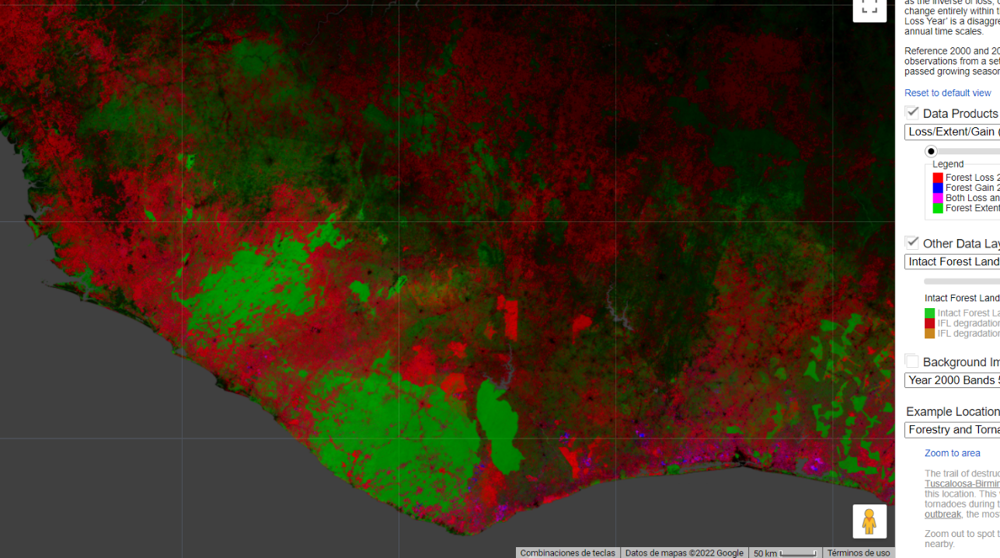 as the inverse of loss, o
change entirely within t
Loss Year' is a disaggre
annual time scales.
Reference 2000 and 20
observations from a se
passed growing season
Reset to default view
Data Products
Loss/Extent/Gain (
Legend
Forest Loss 2
Forest Gain 2
Both Loss an
Forest Extent
Other Data Lay
Intact Forest Land
Intact Forest Land
Intact Forest La
IFL degradation
IFL degradation
Background Im
Year 2000 Bands 5
Example Location
Forestry and Torna
Zoom to area
The trail of destruc
Tuscaloosa-Birmin
this location. This
tornadoes during t
outbreak, the mos
Zoom out to spot t
nearby.
Combinaciones de teclas
Datos de mapas ©2022 Google
50 km
Términos de uso